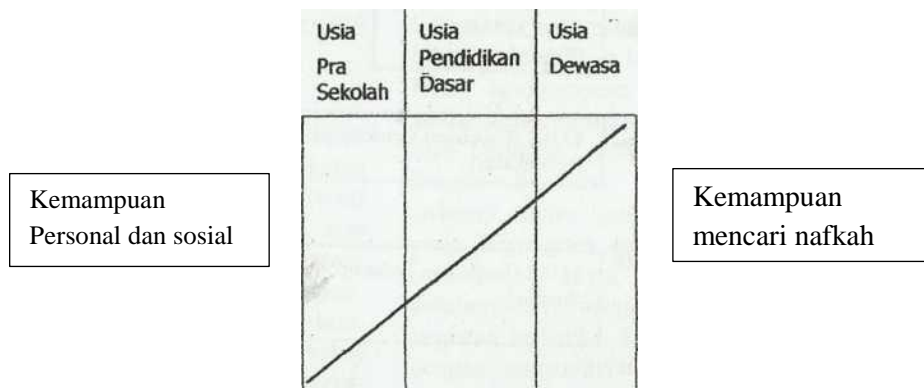 Usia
Pra
Sekolah
Usia
Pendidikan
Dasar
Usia
Dewasa
Kemampuan
Personal dan sosial
Kemampuan
mencari nafkah